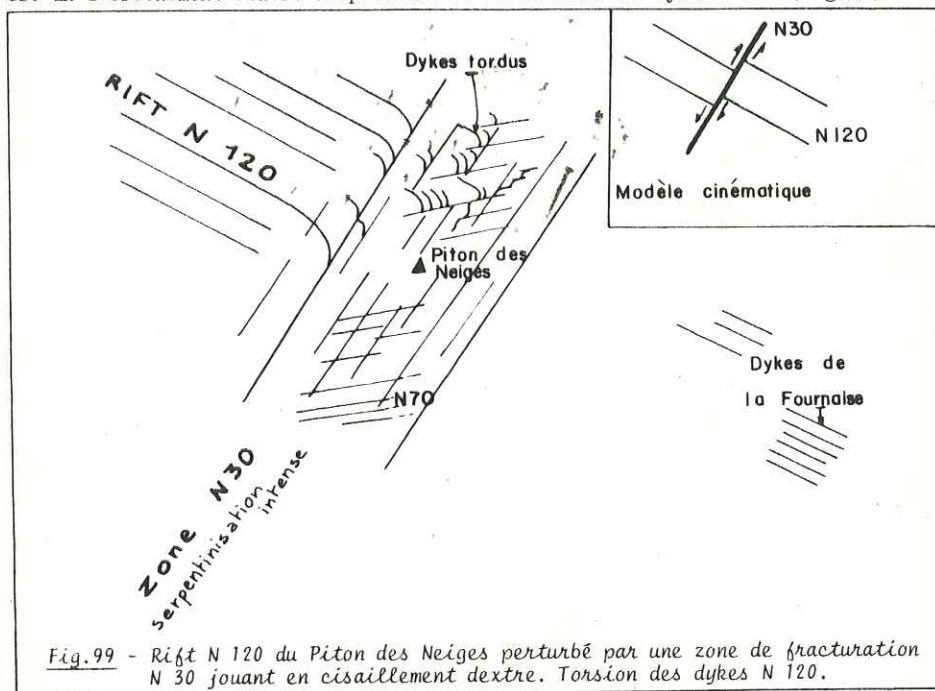 Dykes tordus
RIFT N 120
Piton des
Neiges
N70
ZONE N30
serpentinisation
intense
N30
N120
Modèle cinématique
Dykes de
la Fournaise
Fig.99 - Rift N 120 du Piton des Neiges perturbé par une zone de fracturation
N 30 jouant en cisaillement dextre. Torsion des dykes N 120.